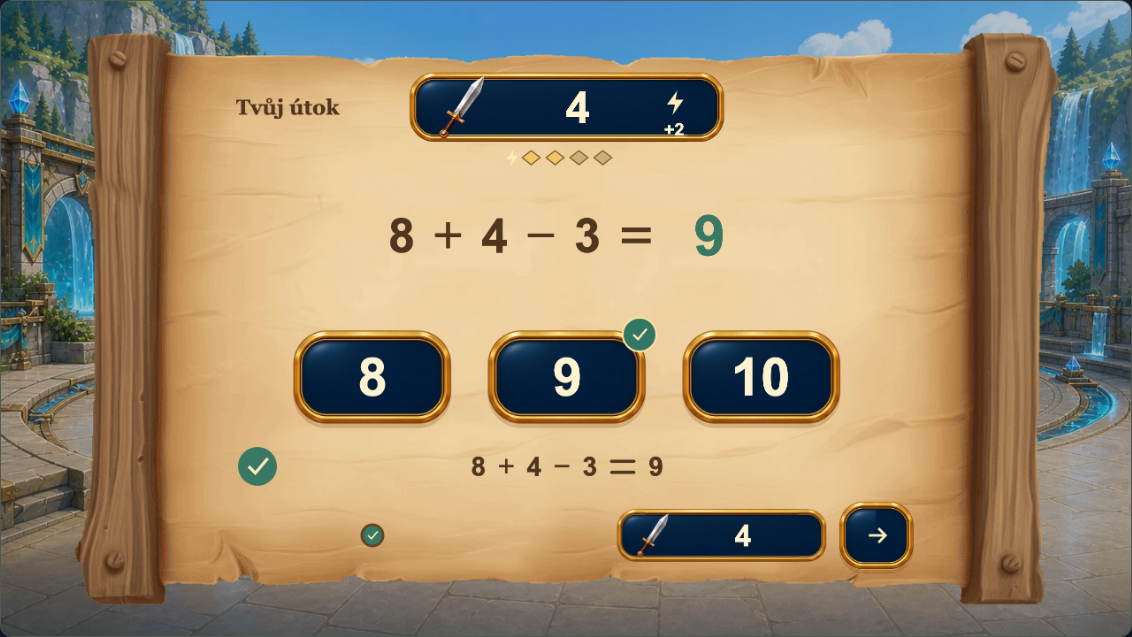 Tvůj útok
4
+2
8 + 4 − 3 = 9
8
9
10
8 + 4 − 3 = 9
4